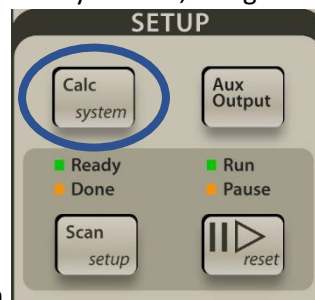 SETUP
Calc
system
Aux
Output
Ready
Done
Run
Pause
Scan
setup
reset